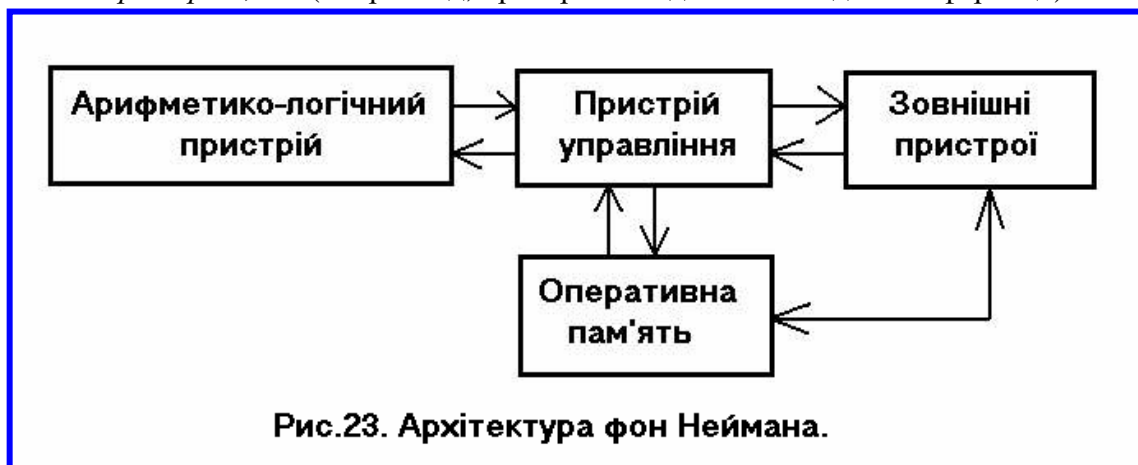 Арифметико-логічний
пристрій
Пристрій
управління
Зовнішні
пристрої
Оперативна
пам'ять
Рис.23. Архітектура фон Неймана.